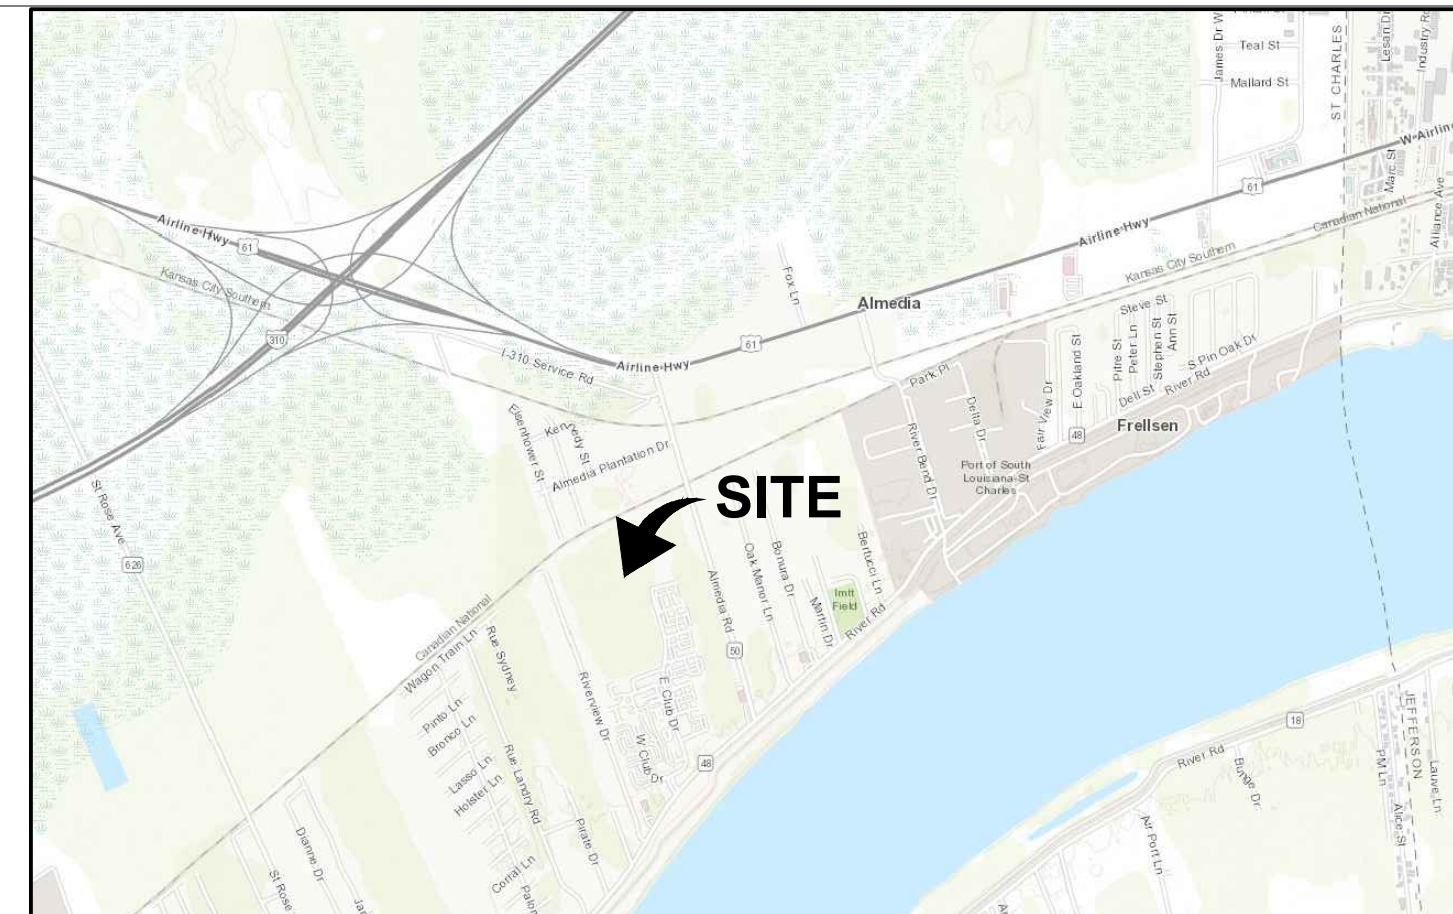 Teal St
James Dr W
Mallard St
ST CHARLES
Lesan Dr
Industry Rd
W Airlin
Marc St
61
Alliance Ave
Canadian National
Airline Hwy
61
Airline Hwy
Kansas City Southern
Kansas City Southern
Fox Ln
Almedia
310
61
Steve St
Pitre St
Peter Ln
Stephen St
Ann St
S Pin Oak Dr
I-310 Service Rd
Airline Hwy
E Oakland St
Park Pl
Dell St
River Rd
Fair View Dr
Delta Dr
48
Frellsen
Eisenhower St
Kennedy St
River Bend Dr
Almedia Plantation Dr
Port of South
Louisiana-St
Charles
SITE
St Rose Ave
626
Bertucci Ln
Oak Manor Ln
Bomura Dr
Almedia Rd
Imtt
Field
Martin Dr
River Rd
Canadian National
Wagon Train Ln
Rue Sydney
50
Riverview Dr
E Club Dr
Pinto Ln
Bronco Ln
W Club Dr
48
18
JEFFERSON
River Rd
Bunge Dr
PM Ln
Lauve Ln
Lasso Ln
Holster Ln
Rue Landry Rd
Alice St
Dianne Dr
Pirate Dr
Air Port Ln
Corral Ln
St Rose
Jar
Palor